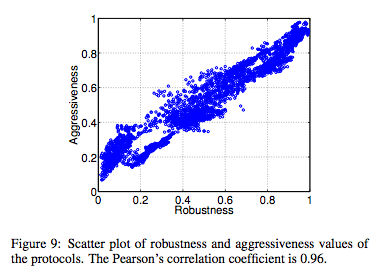 1
0.8
0.6
0.4
0.2
0
Aggressiveness
0 0.2 0.4 0.6 0.8 1
Robustness
Figure 9: Scatter plot of robustness and aggressiveness values of
the protocols. The Pearson's correlation coefficient is 0.96.